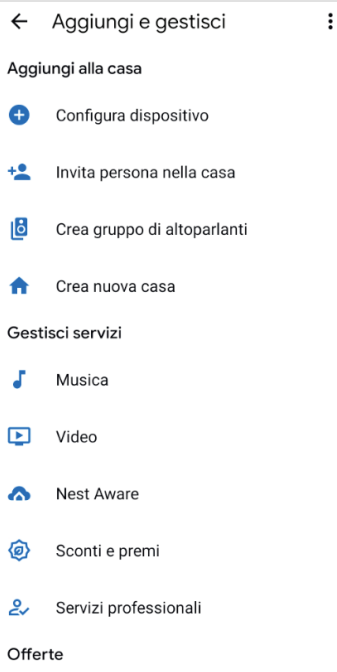 Aggiungi e gestisci
Aggiungi alla casa
Configura dispositivo
Invita persona nella casa
Crea gruppo di altoparlanti
Crea nuova casa
Gestisci servizi
Musica
Video
Nest Aware
Sconti e premi
Servizi professionali
Offerte